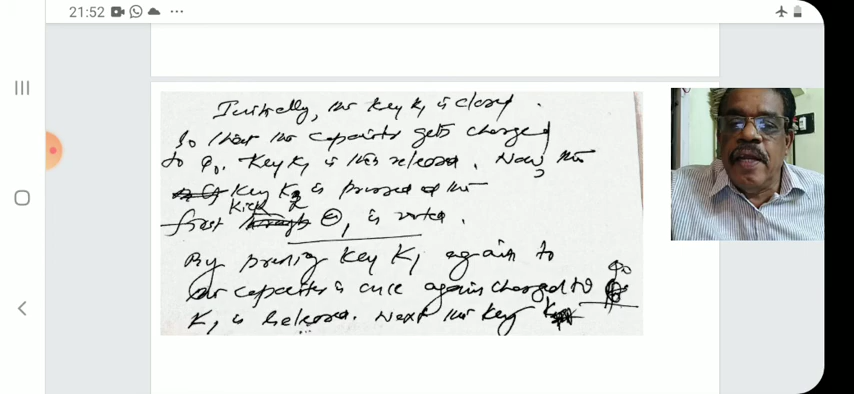 21:52
Initially, the key K1 is closed.
So that the capacitor gets charged
to q0. Key K1 is then released. Now, the
key K2 is pressed and the
first kick θ1 is noted.
By pressing key K1 again
the capacitor is once again charged to q0
K1 is released. Next the key K